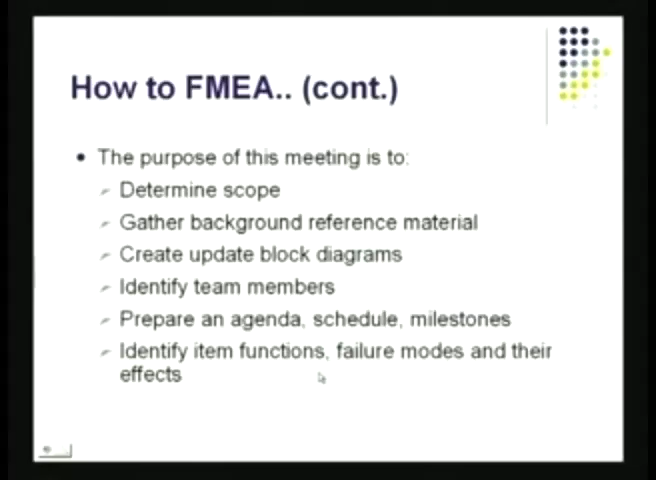 How to FMEA.. (cont.)
The purpose of this meeting is to:
Determine scope
Gather background reference material
Create update block diagrams
Identify team members
Prepare an agenda, schedule, milestones
Identify item functions, failure modes and their
effects